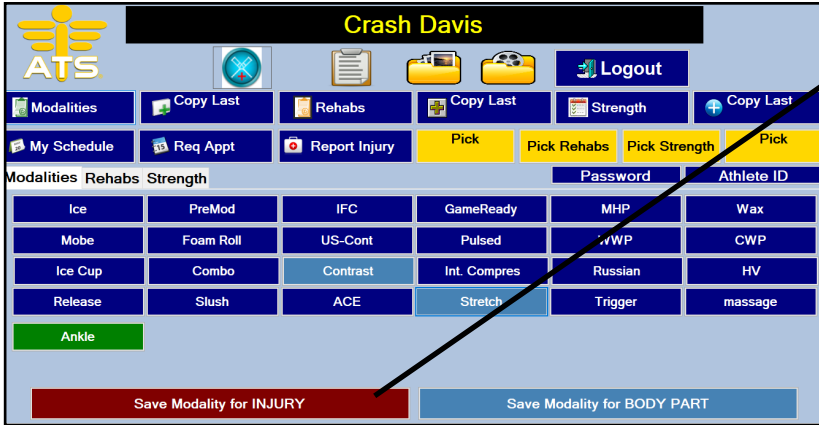 Crash Davis
ATS
Logout
Modalities Copy Last Rehabs Copy Last Strength Copy Last
My Schedule Req Appt Report Injury Pick Pick Rehabs Pick Strength Pick
Modalities Rehabs Strength Password Athlete ID
Ice PreMod IFC GameReady MHP Wax
Mobe Foam Roll US-Cont Pulsed WWP CWP
Ice Cup Combo Contrast Int. Compres Russian HV
Release Slush ACE Stretch Trigger massage
Ankle
Save Modality for INJURY Save Modality for BODY PART